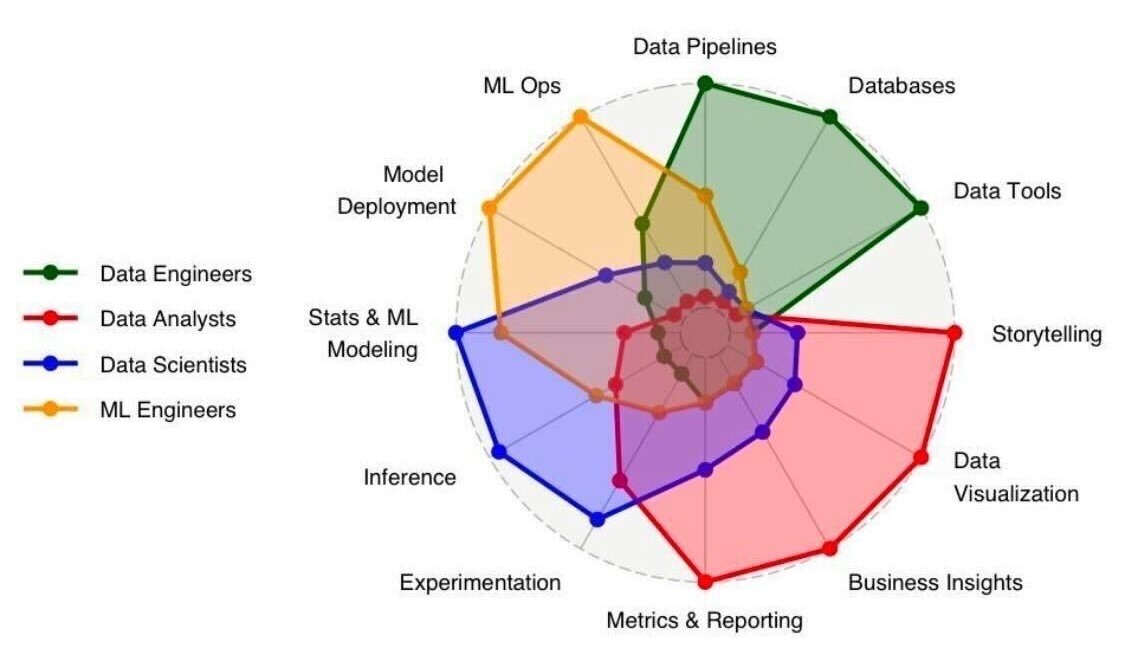 Data Pipelines
ML Ops
Databases
Model
Deployment
Data Tools
Data Engineers
Data Analysts
Data Scientists
ML Engineers
Stats & ML
Modeling
Storytelling
Inference
Data
Visualization
Experimentation
Business Insights
Metrics & Reporting